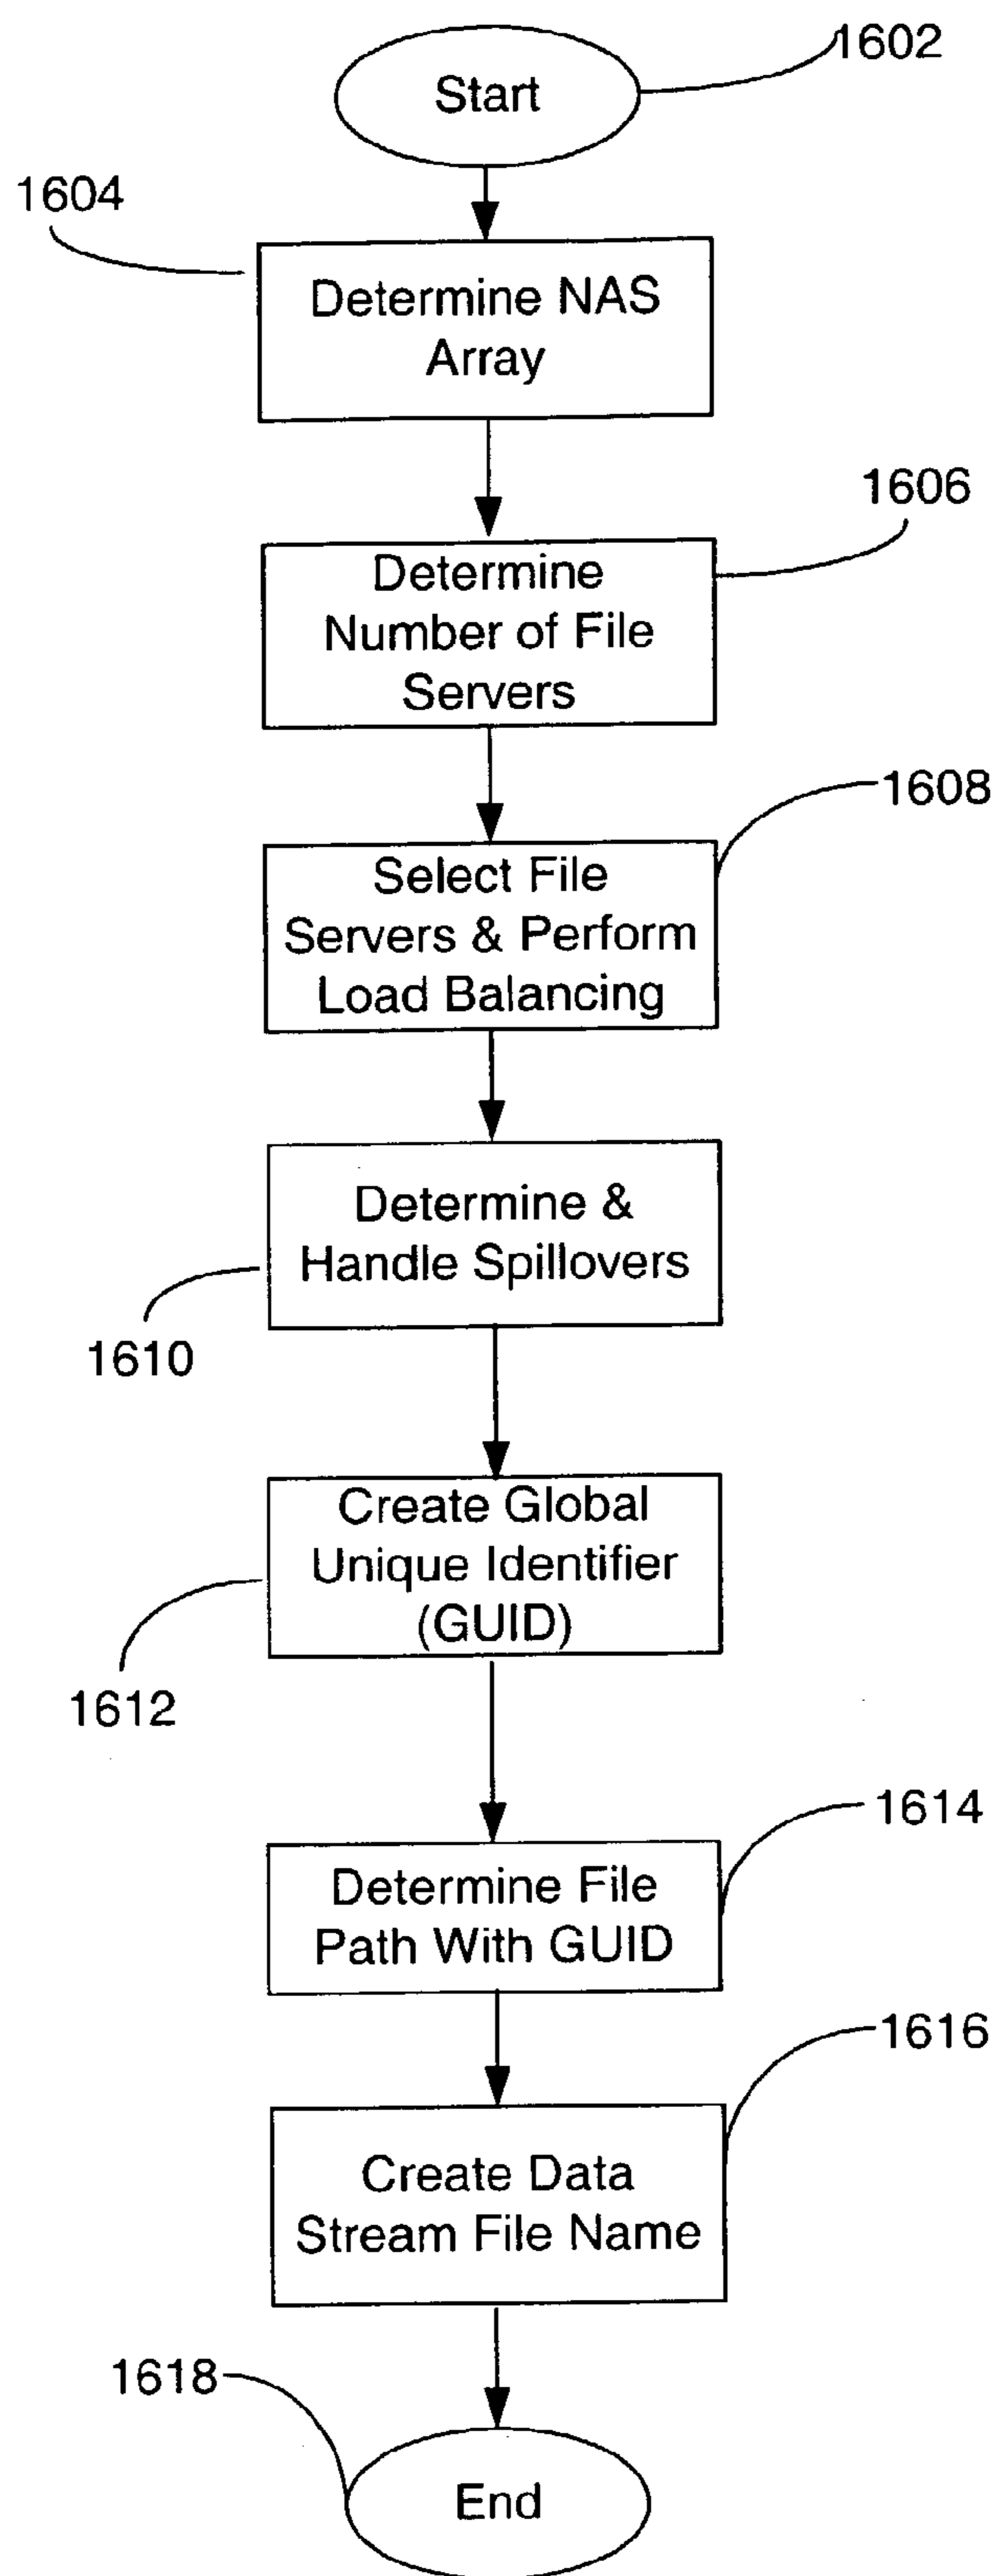 Start
1602
1604
Determine NAS
Array
1606
Determine
Number of File
Servers
1608
Select File
Servers & Perform
Load Balancing
Determine &
Handle Spillovers
1610
Create Global
Unique Identifier
(GUID)
1612
1614
Determine File
Path With GUID
1616
Create Data
Stream File Name
1618
End